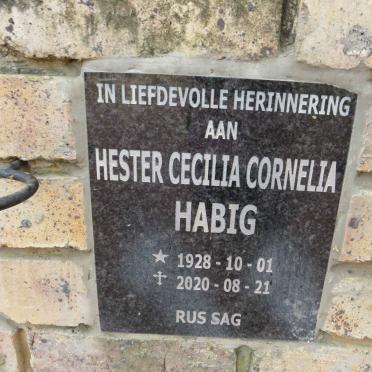 IN LIEFDEVOLLE HERINNERING
AAN
HESTER CECILIA CORNELIA
HABIG
★ 1928 - 10 - 01
✝ 2020 - 08 - 21
RUS SAG